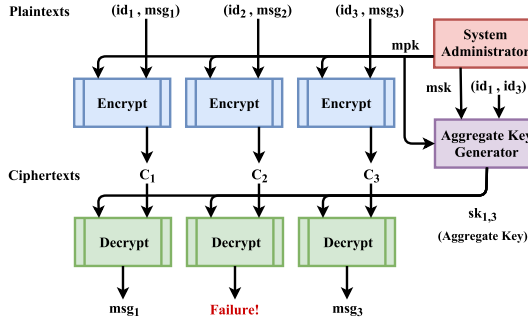 Plaintexts
(id₁ , msg₁)
(id₂ , msg₂)
(id₃ , msg₃)
System
Administrator
mpk
msk
(id₁ , id₃)
Encrypt
Encrypt
Encrypt
Aggregate Key
Generator
Ciphertexts
C₁
C₂
C₃
sk₁,₃
(Aggregate Key)
Decrypt
Decrypt
Decrypt
msg₁
Failure!
msg₃